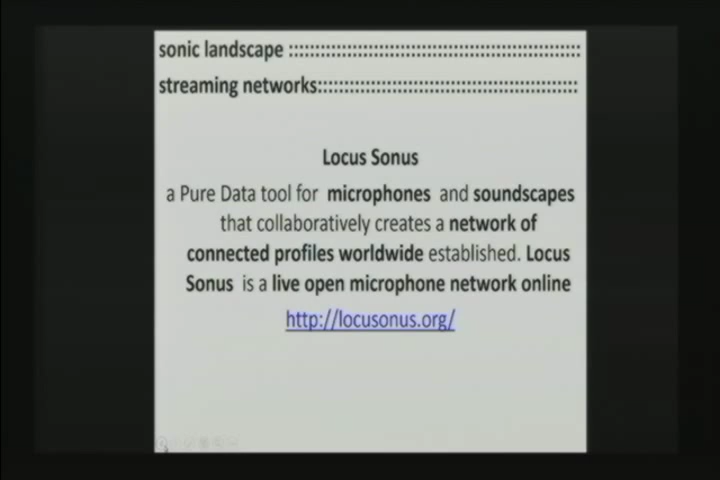 sonic landscape ::::::::::::::::::::::::::::::::::::::::::::::::::::::
streaming networks:::::::::::::::::::::::::::::::::::::::::::::::
Locus Sonus
a Pure Data tool for microphones and soundscapes
that collaboratively creates a network of
connected profiles worldwide established. Locus
Sonus is a live open microphone network online
http://locusonus.org/